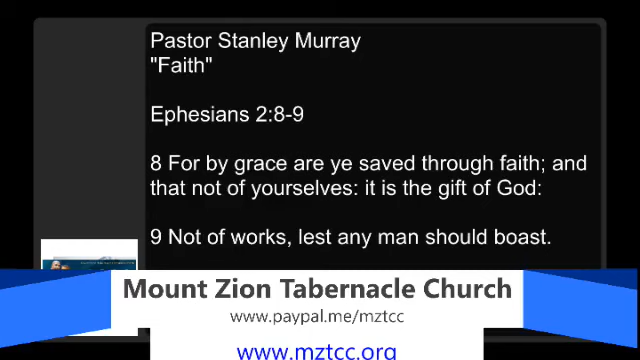 Pastor Stanley Murray
"Faith"
Ephesians 2:8-9
8 For by grace are ye saved through faith; and
that not of yourselves: it is the gift of God:
9 Not of works, lest any man should boast.
Mount Zion Tabernacle Church
www.paypal.me/mztcc
www.mztcc.org